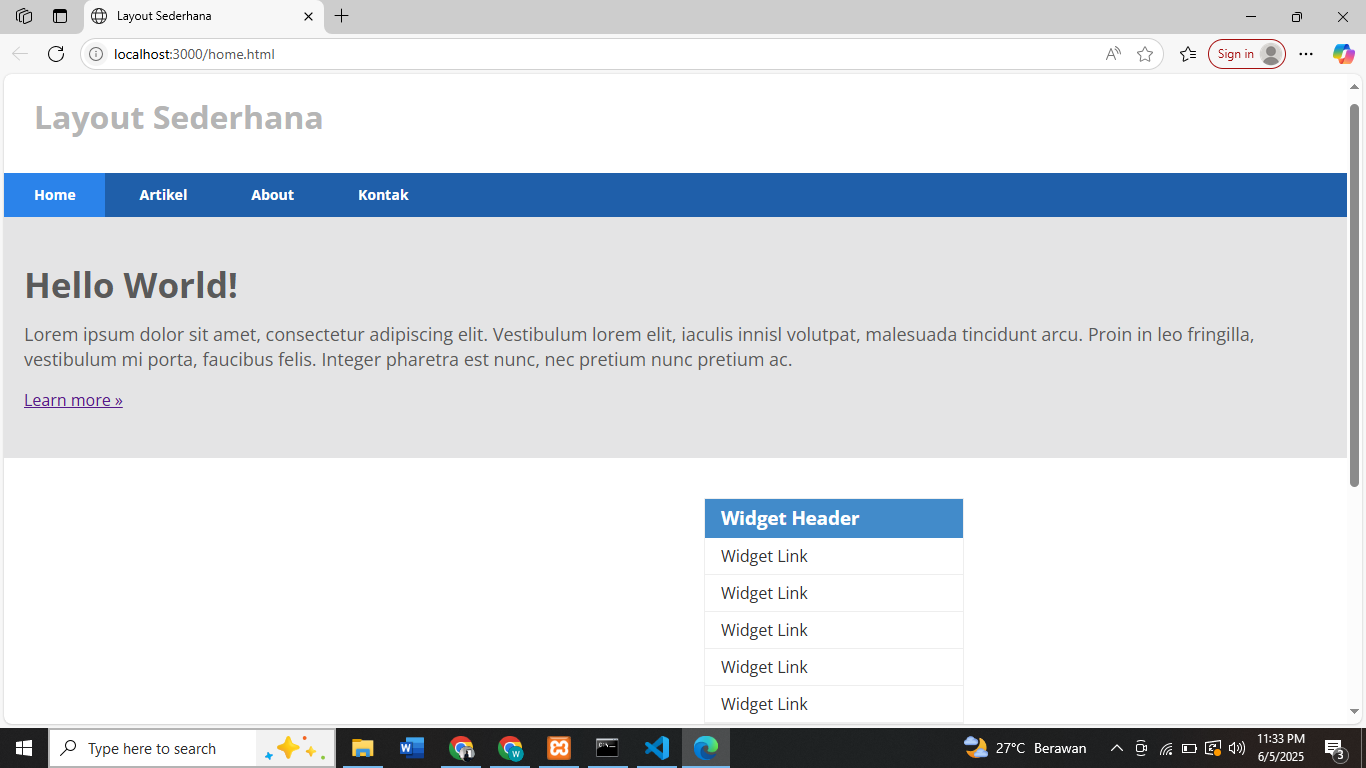 Layout Sederhana
localhost:3000/home.html
Sign in
Layout Sederhana
Home
Artikel
About
Kontak
Hello World!
Lorem ipsum dolor sit amet, consectetur adipiscing elit. Vestibulum lorem elit, iaculis innisl volutpat, malesuada tincidunt arcu. Proin in leo fringilla,
vestibulum mi porta, faucibus felis. Integer pharetra est nunc, nec pretium nunc pretium ac.
Learn more »
Widget Header
Widget Link
Widget Link
Widget Link
Widget Link
Widget Link
Type here to search
27°C Berawan
11:33 PM
6/5/2025
3